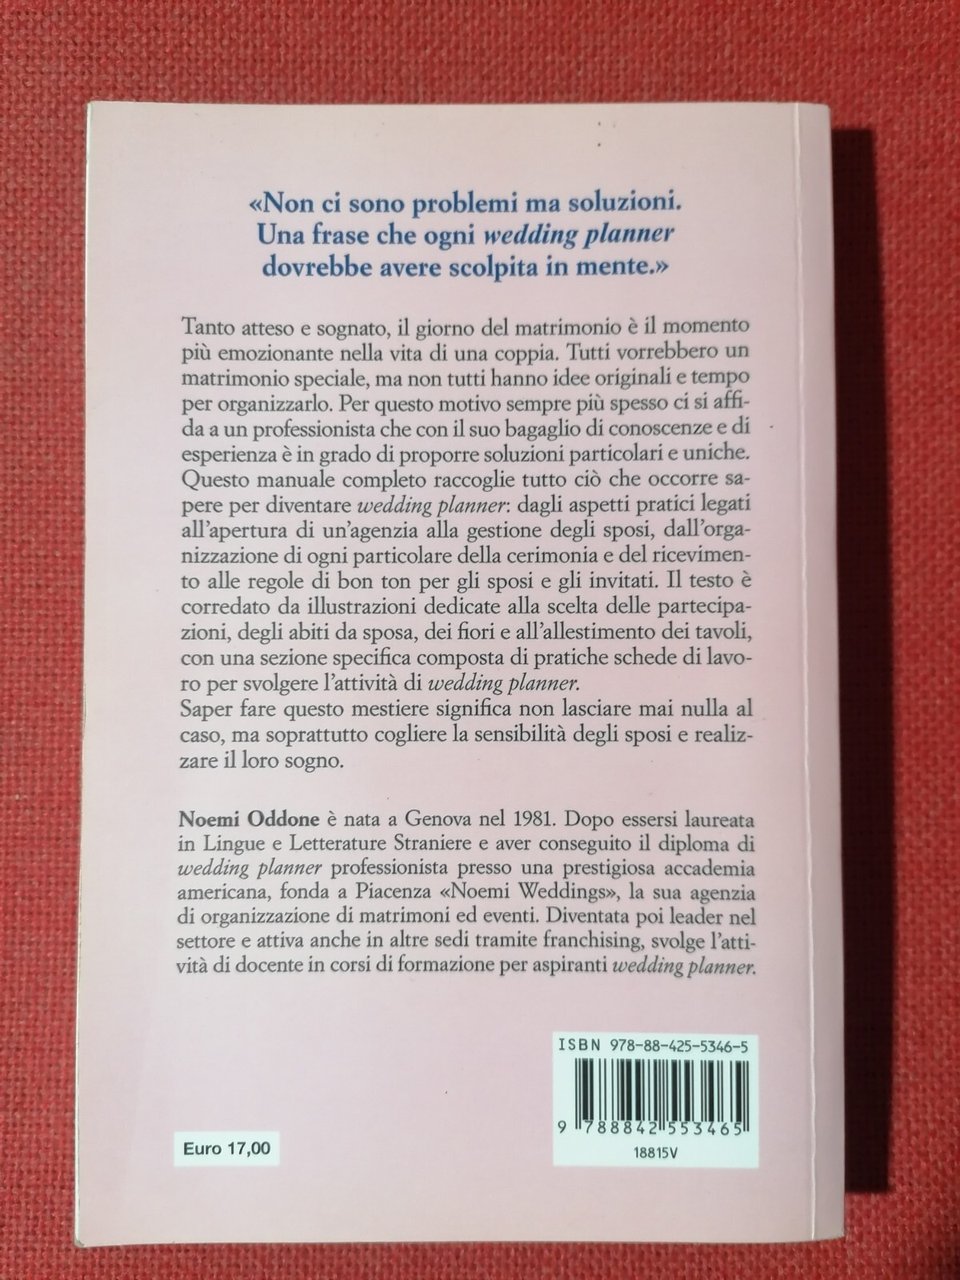 «Non ci sono problemi ma soluzioni.
Una frase che ogni wedding planner
dovrebbe avere scolpita in mente.»
Tanto atteso e sognato, il giorno del matrimonio è il momento
più emozionante nella vita di una coppia. Tutti vorrebbero un
matrimonio speciale, ma non tutti hanno idee originali e tempo
per organizzarlo. Per questo motivo sempre più spesso ci si affi-
da a un professionista che con il suo bagaglio di conoscenze e di
esperienza è in grado di proporre soluzioni particolari e uniche.
Questo manuale completo raccoglie tutto ciò che occorre sa-
pere per diventare wedding planner: dagli aspetti pratici legati
all'apertura di un'agenzia alla gestione degli sposi, dall'orga-
nizzazione di ogni particolare della cerimonia e del ricevimen-
to alle regole di bon ton per gli sposi e gli invitati. Il testo è
corredato da illustrazioni dedicate alla scelta delle partecipa-
zioni, degli abiti da sposa, dei fiori e all'allestimento dei tavoli,
con una sezione specifica composta di pratiche schede di lavo-
ro per svolgere l'attività di wedding planner.
Saper fare questo mestiere significa non lasciare mai nulla al
caso, ma soprattutto cogliere la sensibilità degli sposi e realiz-
zare il loro sogno.
Noemi Oddone è nata a Genova nel 1981. Dopo essersi laureata
in Lingue e Letterature Straniere e aver conseguito il diploma di
wedding planner professionista presso una prestigiosa accademia
americana, fonda a Piacenza «Noemi Weddings», la sua agenzia
di organizzazione di matrimoni ed eventi. Diventata poi leader nel
settore e attiva anche in altre sedi tramite franchising, svolge l'atti-
vità di docente in corsi di formazione per aspiranti wedding planner.
ISBN 978-88-425-5346-5
9 788842 553465
18815V
Euro 17,00